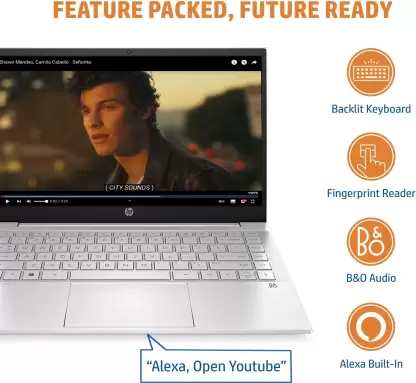 FEATURE PACKED, FUTURE READY
Shawn Mendes, Camila Cabello - Señorita
( CITY SOUNDS )
hp
Backlit Keyboard
Fingerprint Reader
B&O
B&O Audio
Alexa Built-In
“Alexa, Open Youtube”